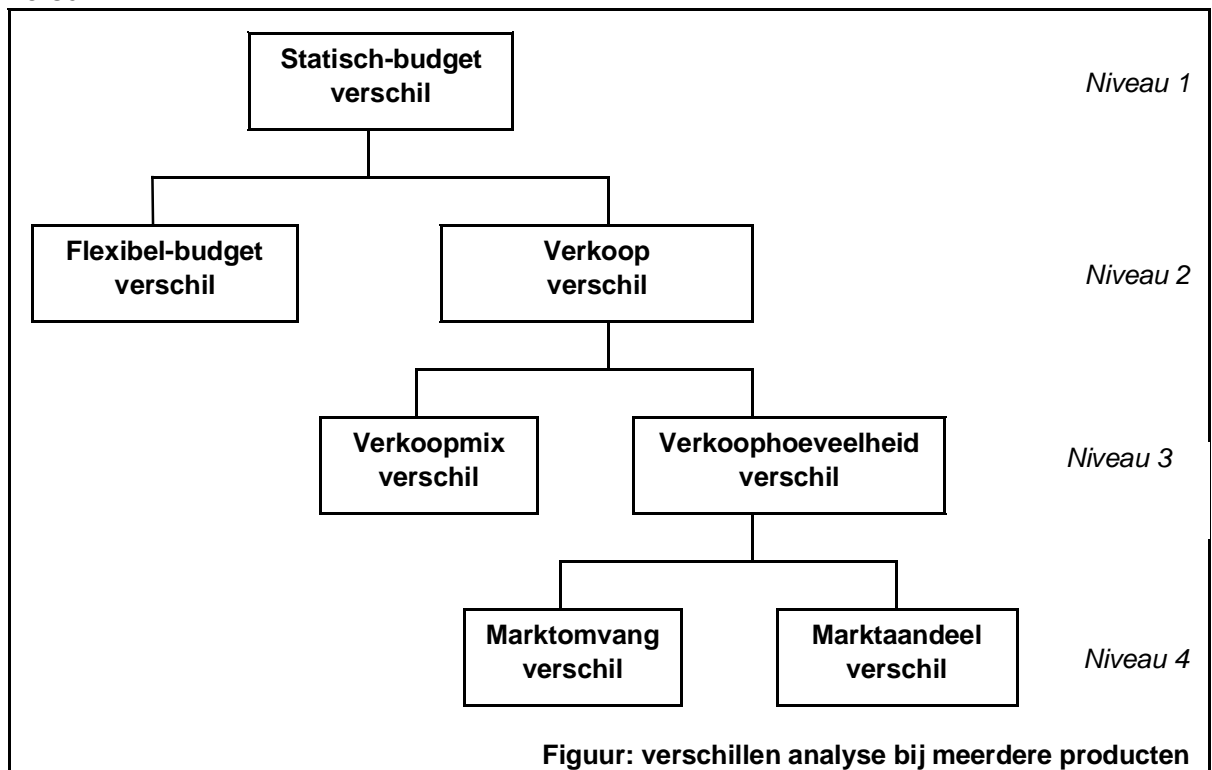 Statisch-budget
verschil
Niveau 1
Flexibel-budget
verschil
Verkoop
verschil
Niveau 2
Verkoopmix
verschil
Verkoophoeveelheid
verschil
Niveau 3
Marktomvang
verschil
Marktaandeel
verschil
Niveau 4
Figuur: verschillen analyse bij meerdere producten